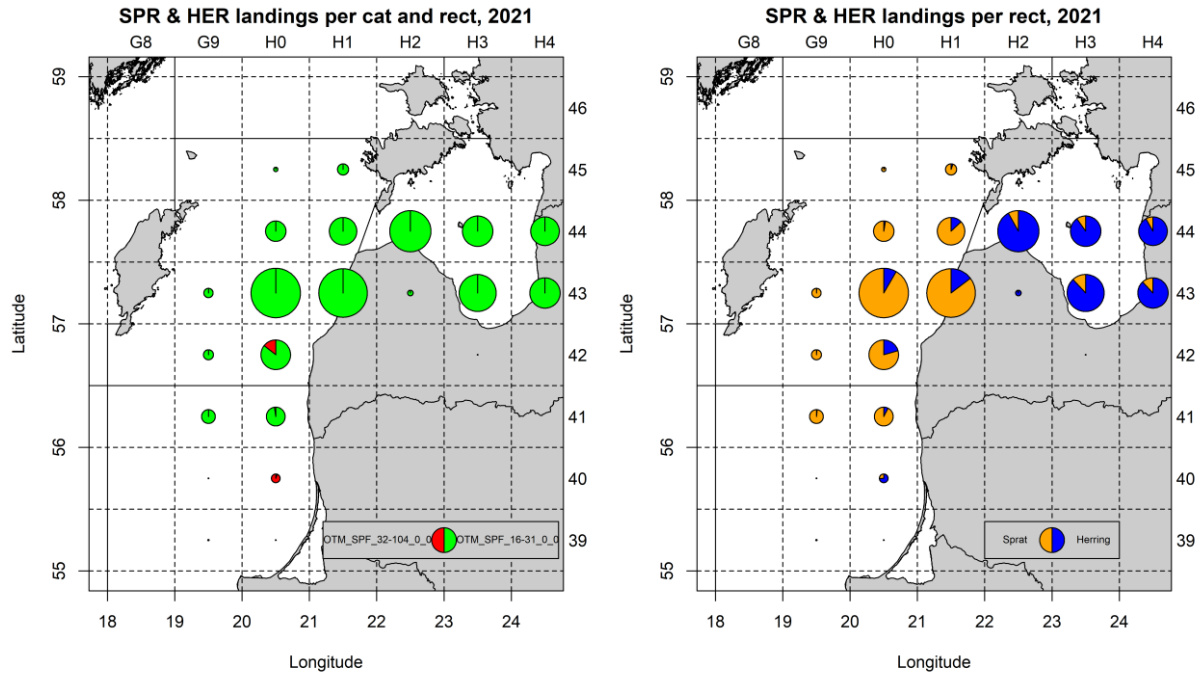 SPR & HER landings per cat and rect, 2021
G8 G9 H0 H1 H2 H3 H4
59
58
57
56
55
Latitude
46
45
44
43
42
41
40
39
OTM_SPF_32-104_0_0 OTM_SPF_16-31_0_0
18 19 20 21 22 23 24
Longitude
SPR & HER landings per rect, 2021
G8 G9 H0 H1 H2 H3 H4
59
58
57
56
55
Latitude
46
45
44
43
42
41
40
39
Sprat Herring
18 19 20 21 22 23 24
Longitude